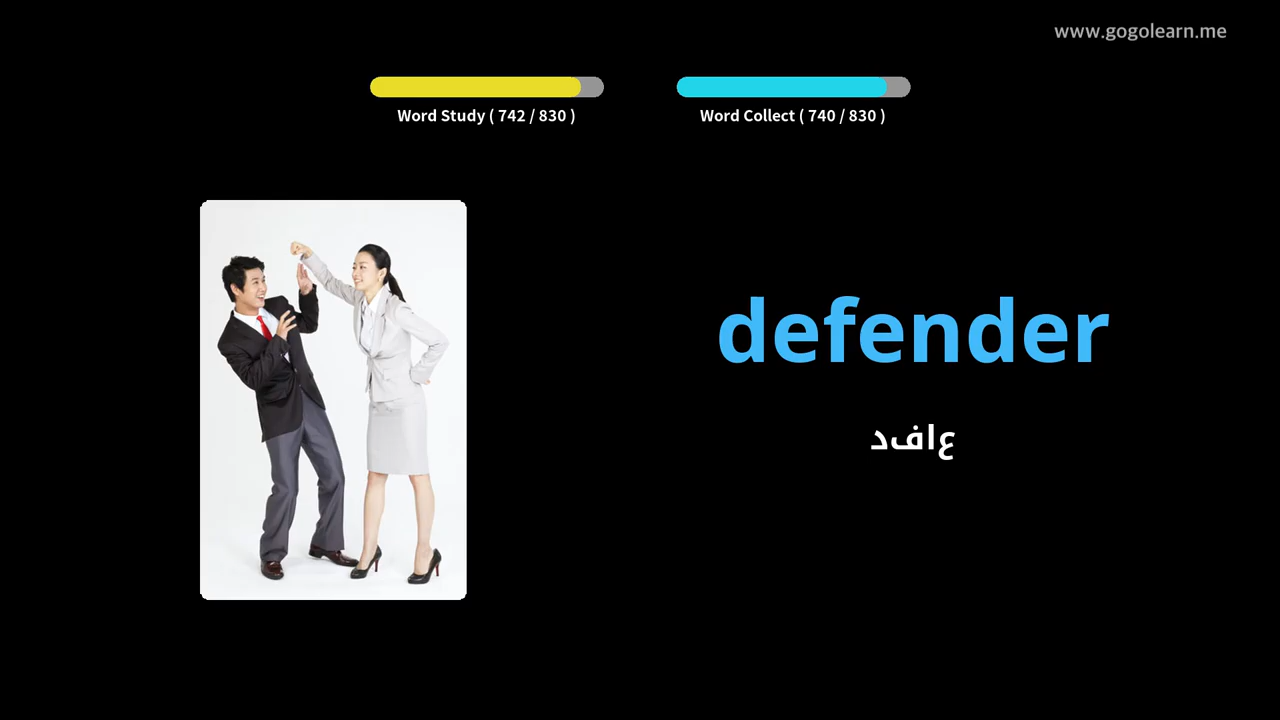 www.gogolearn.me
Word Study ( 742 / 830 )
Word Collect ( 740 / 830 )
defender
دفاع